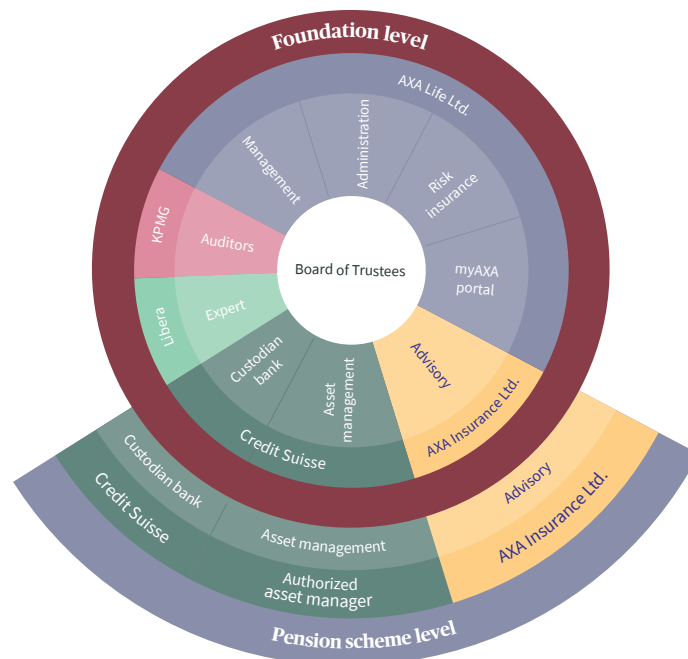 Foundation level
AXA Life Ltd.
Management
Administration
Risk
insurance
myAXA
portal
KPMG
Auditors
Board of Trustees
Libera
Expert
Custodian
bank
Asset
management
Credit Suisse
Advisory
AXA Insurance Ltd.
Custodian bank
Credit Suisse
Asset management
Authorized
asset manager
Advisory
AXA Insurance Ltd.
Pension scheme level